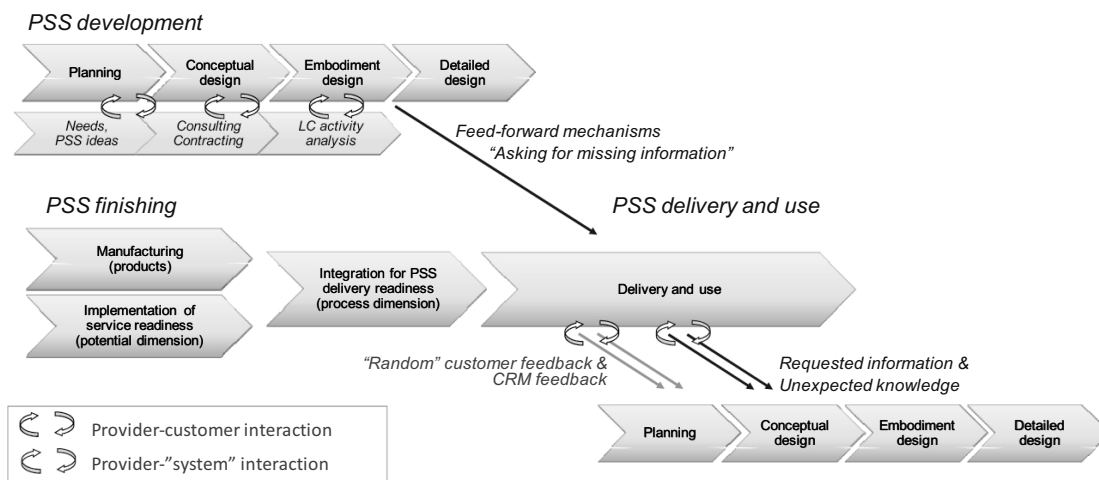 PSS development
Planning
Conceptual
design
Embodiment
design
Detailed
design
Needs,
PSS ideas
Consulting
Contracting
LC activity
analysis
Feed-forward mechanisms
“Asking for missing information”
PSS finishing
PSS delivery and use
Manufacturing
(products)
Implementation of
service readiness
(potential dimension)
Integration for PSS
delivery readiness
(process dimension)
Delivery and use
“Random” customer feedback &
CRM feedback
Requested information &
Unexpected knowledge
Planning
Conceptual
design
Embodiment
design
Detailed
design
Provider-customer interaction
Provider-”system” interaction